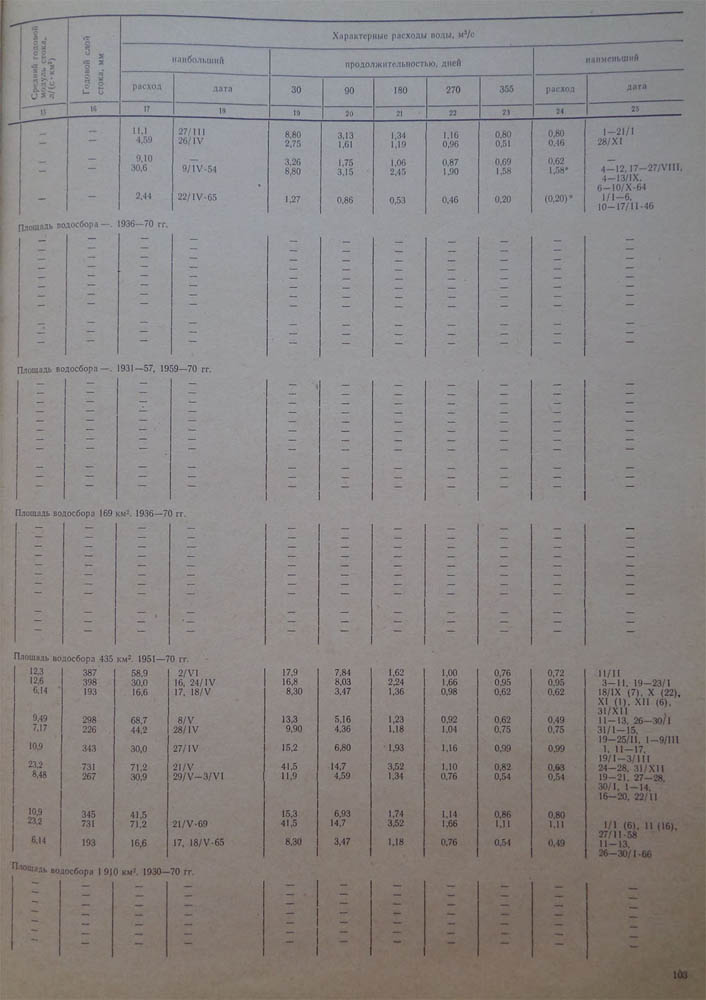 Средний годовой модуль стока, л/(с·км²) | Годовой слой стока, мм | Характерные расходы воды, м³/с
наибольший | продолжительностью, дней | наименьший
расход | дата | 30 | 90 | 180 | 270 | 355 | расход | дата
15 | 16 | 17 | 18 | 19 | 20 | 21 | 22 | 23 | 24 | 25
— | — | 11,1 | 27/III | 8,80 | 3,13 | 1,34 | 1,16 | 0,80 | 0,80 | 1—21/I
4,59 | 26/IV | 2,75 | 1,61 | 1,19 | 0,96 | 0,51 | 0,46 | 28/XI
— | — | 9,10 | — | 3,26 | 1,75 | 1,06 | 0,87 | 0,69 | 0,62 | —
30,6 | 9/IV-54 | 8,80 | 3,15 | 2,45 | 1,90 | 1,58 | 1,58* | 4—12, 17—27/VIII,
4—13/IX,
6—10/X-64
— | — | 2,44 | 22/IV-65 | 1,27 | 0,86 | 0,53 | 0,46 | 0,20 | (0,20)* | 1/I—6,
10—17/II-46
Площадь водосбора —. 1936—70 гг.
Площадь водосбора —. 1931—57, 1959—70 гг.
Площадь водосбора 169 км². 1936—70 гг.
Площадь водосбора 435 км². 1951—70 гг.
12,3 | 387 | 58,9 | 2/VI | 17,9 | 7,84 | 1,62 | 1,00 | 0,76 | 0,72 | 11/II
12,6 | 398 | 30,0 | 16, 24/IV | 16,8 | 8,03 | 2,24 | 1,66 | 0,95 | 0,95 | 3—11, 19—23/I
6,14 | 193 | 16,6 | 17, 18/V | 8,30 | 3,47 | 1,36 | 0,98 | 0,62 | 0,62 | 18/IX (7), X (22),
XI (1), XII (6),
31/XII
9,49 | 298 | 68,7 | 8/V | 13,3 | 5,16 | 1,23 | 0,92 | 0,62 | 0,49 | 11—13, 26—30/I
7,17 | 226 | 44,2 | 28/IV | 9,90 | 4,36 | 1,18 | 1,04 | 0,75 | 0,75 | 31/I—15,
19—25/II, 1—9/III
10,9 | 343 | 30,0 | 27/IV | 15,2 | 6,80 | 1,93 | 1,16 | 0,99 | 0,99 | 1, 11—17,
19/I—3/III
23,2 | 731 | 71,2 | 21/V | 41,5 | 14,7 | 3,52 | 1,10 | 0,82 | 24—28, 31/XII
8,48 | 267 | 30,9 | 29/V—3/VI | 11,9 | 4,59 | 1,34 | 0,76 | 0,54 | 0,54 | 19—21, 27—28,
30/I, 1—14,
16—20, 22/II
10,9 | 345 | 41,5 | 15,3 | 6,93 | 1,74 | 1,14 | 0,86 | 0,80
23,2 | 731 | 71,2 | 21/V-69 | 41,5 | 14,7 | 3,52 | 1,66 | 1,11 | 1,11 | 1/I (6), II (16),
27/II-58
6,14 | 193 | 16,6 | 17, 18/V-65 | 8,30 | 3,47 | 1,18 | 0,76 | 0,54 | 0,49 | 11—13,
26—30/I-66
Площадь водосбора 1 910 км². 1930—70 гг.
103